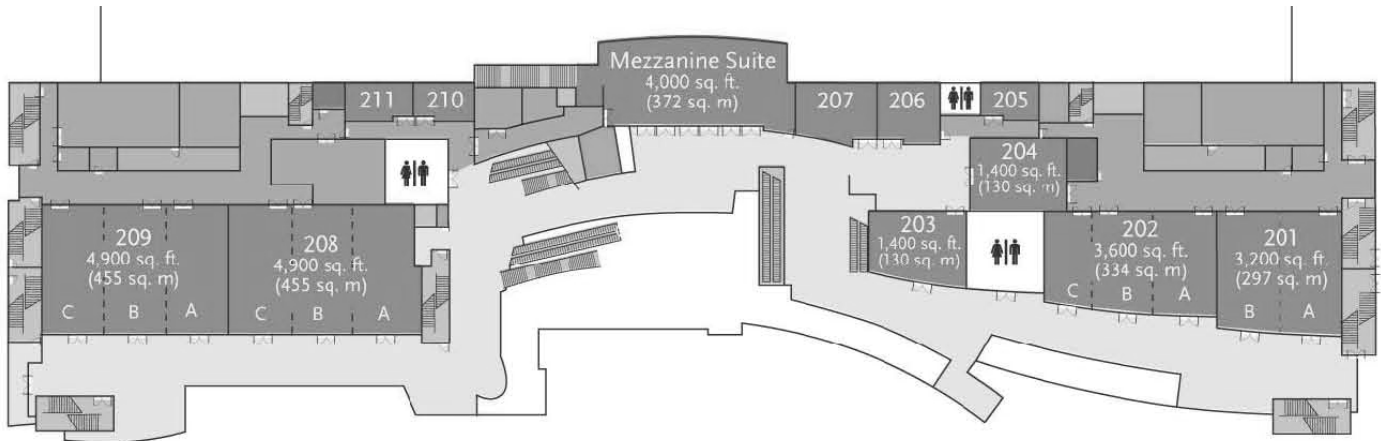 Mezzanine Suite
4,000 sq. ft.
(372 sq. m)
211
210
207
206
205
204
1,400 sq. ft.
(130 sq. m)
209
4,900 sq. ft.
(455 sq. m)
C B A
208
4,900 sq. ft.
(455 sq. m)
C B A
203
1,400 sq. ft.
(130 sq. m)
202
3,600 sq. ft.
(334 sq. m)
C B A
201
3,200 sq. ft.
(297 sq. m)
B A